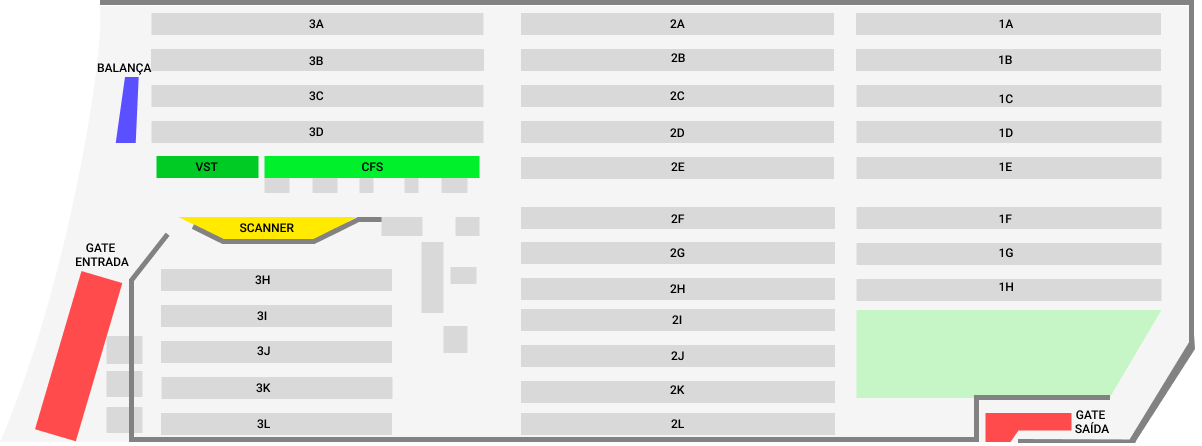 3A
2A
1A
BALANÇA
3B
2B
1B
3C
2C
1C
3D
2D
1D
VST
CFS
2E
1E
SCANNER
2F
1F
GATE
ENTRADA
2G
1G
3H
2H
1H
3I
2I
3J
2J
3K
2K
3L
2L
GATE
SAÍDA